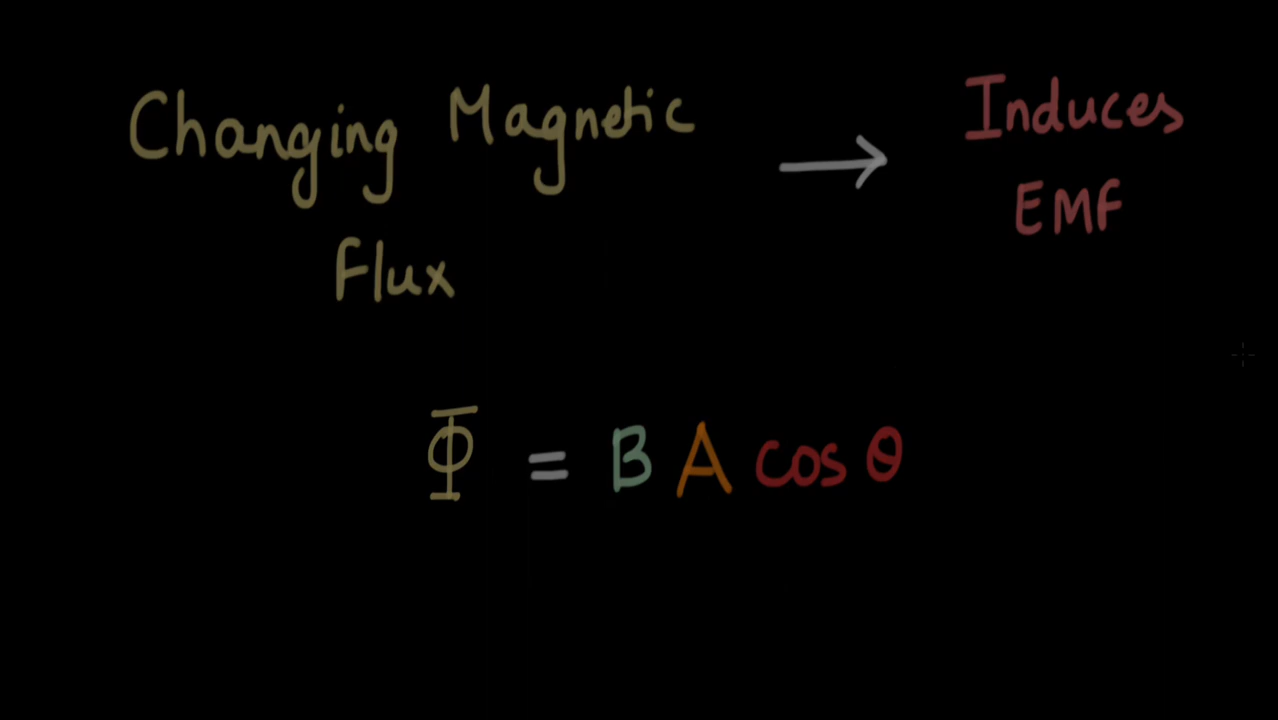 Changing Magnetic
Flux
→
Induces
EMF
Φ = B A cos θ